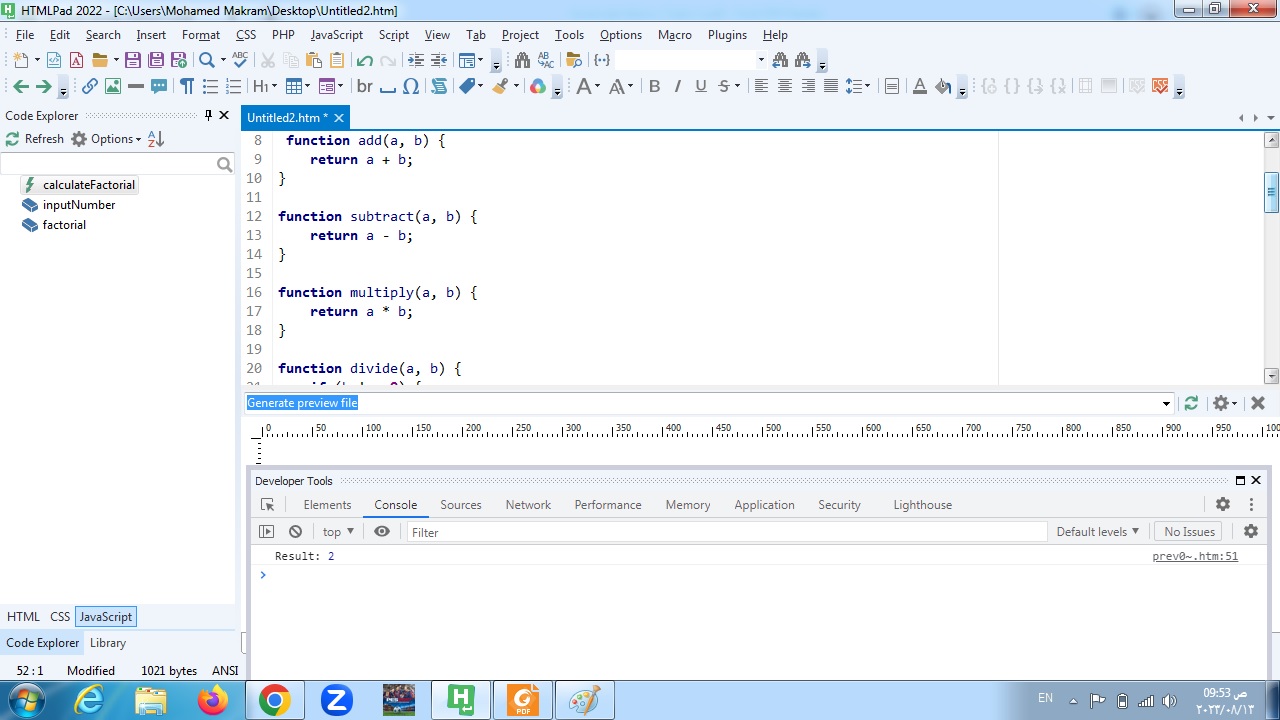 HTMLPad 2022 - [C:\Users\Mohamed Makram\Desktop\Untitled2.htm]
File Edit Search Insert Format CSS PHP JavaScript Script View Tab Project Tools Options Macro Plugins Help
ABC
H1 br Ω A A B I U S A
Code Explorer
Untitled2.htm *
Refresh Options A Z
calculateFactorial
inputNumber
factorial
8 function add(a, b) {
9 return a + b;
10 }
11
12 function subtract(a, b) {
13 return a - b;
14 }
15
16 function multiply(a, b) {
17 return a * b;
18 }
19
20 function divide(a, b) {
Generate preview file
0 50 100 150 200 250 300 350 400 450 500 550 600 650 700 750 800 850 900 950 100
Developer Tools
Elements Console Sources Network Performance Memory Application Security Lighthouse
top Filter Default levels No Issues
Result: 2 prev0~.htm:51
HTML CSS JavaScript
Code Explorer Library
52 : 1 Modified 1021 bytes ANSI
PDF
EN
09:53 ص
٢٠٢٣/٠٨/١٣